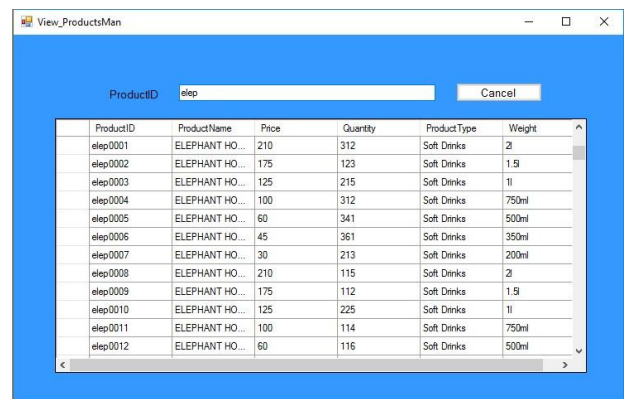 View_ProductsMan
ProductID elep Cancel
ProductID ProductName Price Quantity ProductType Weight
elep0001 ELEPHANT HO... 210 312 Soft Drinks 2l
elep0002 ELEPHANT HO... 175 123 Soft Drinks 1.5l
elep0003 ELEPHANT HO... 125 215 Soft Drinks 1l
elep0004 ELEPHANT HO... 100 312 Soft Drinks 750ml
elep0005 ELEPHANT HO... 60 341 Soft Drinks 500ml
elep0006 ELEPHANT HO... 45 361 Soft Drinks 350ml
elep0007 ELEPHANT HO... 30 213 Soft Drinks 200ml
elep0008 ELEPHANT HO... 210 115 Soft Drinks 2l
elep0009 ELEPHANT HO... 175 112 Soft Drinks 1.5l
elep0010 ELEPHANT HO... 125 225 Soft Drinks 1l
elep0011 ELEPHANT HO... 100 114 Soft Drinks 750ml
elep0012 ELEPHANT HO... 60 116 Soft Drinks 500ml